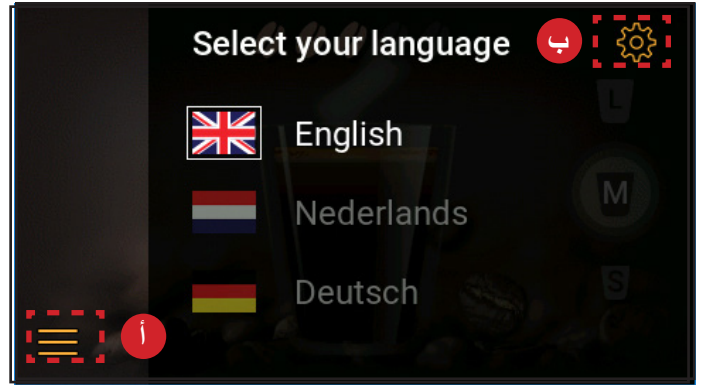 Select your language
ب
L
English
M
Nederlands
S
Deutsch
أ